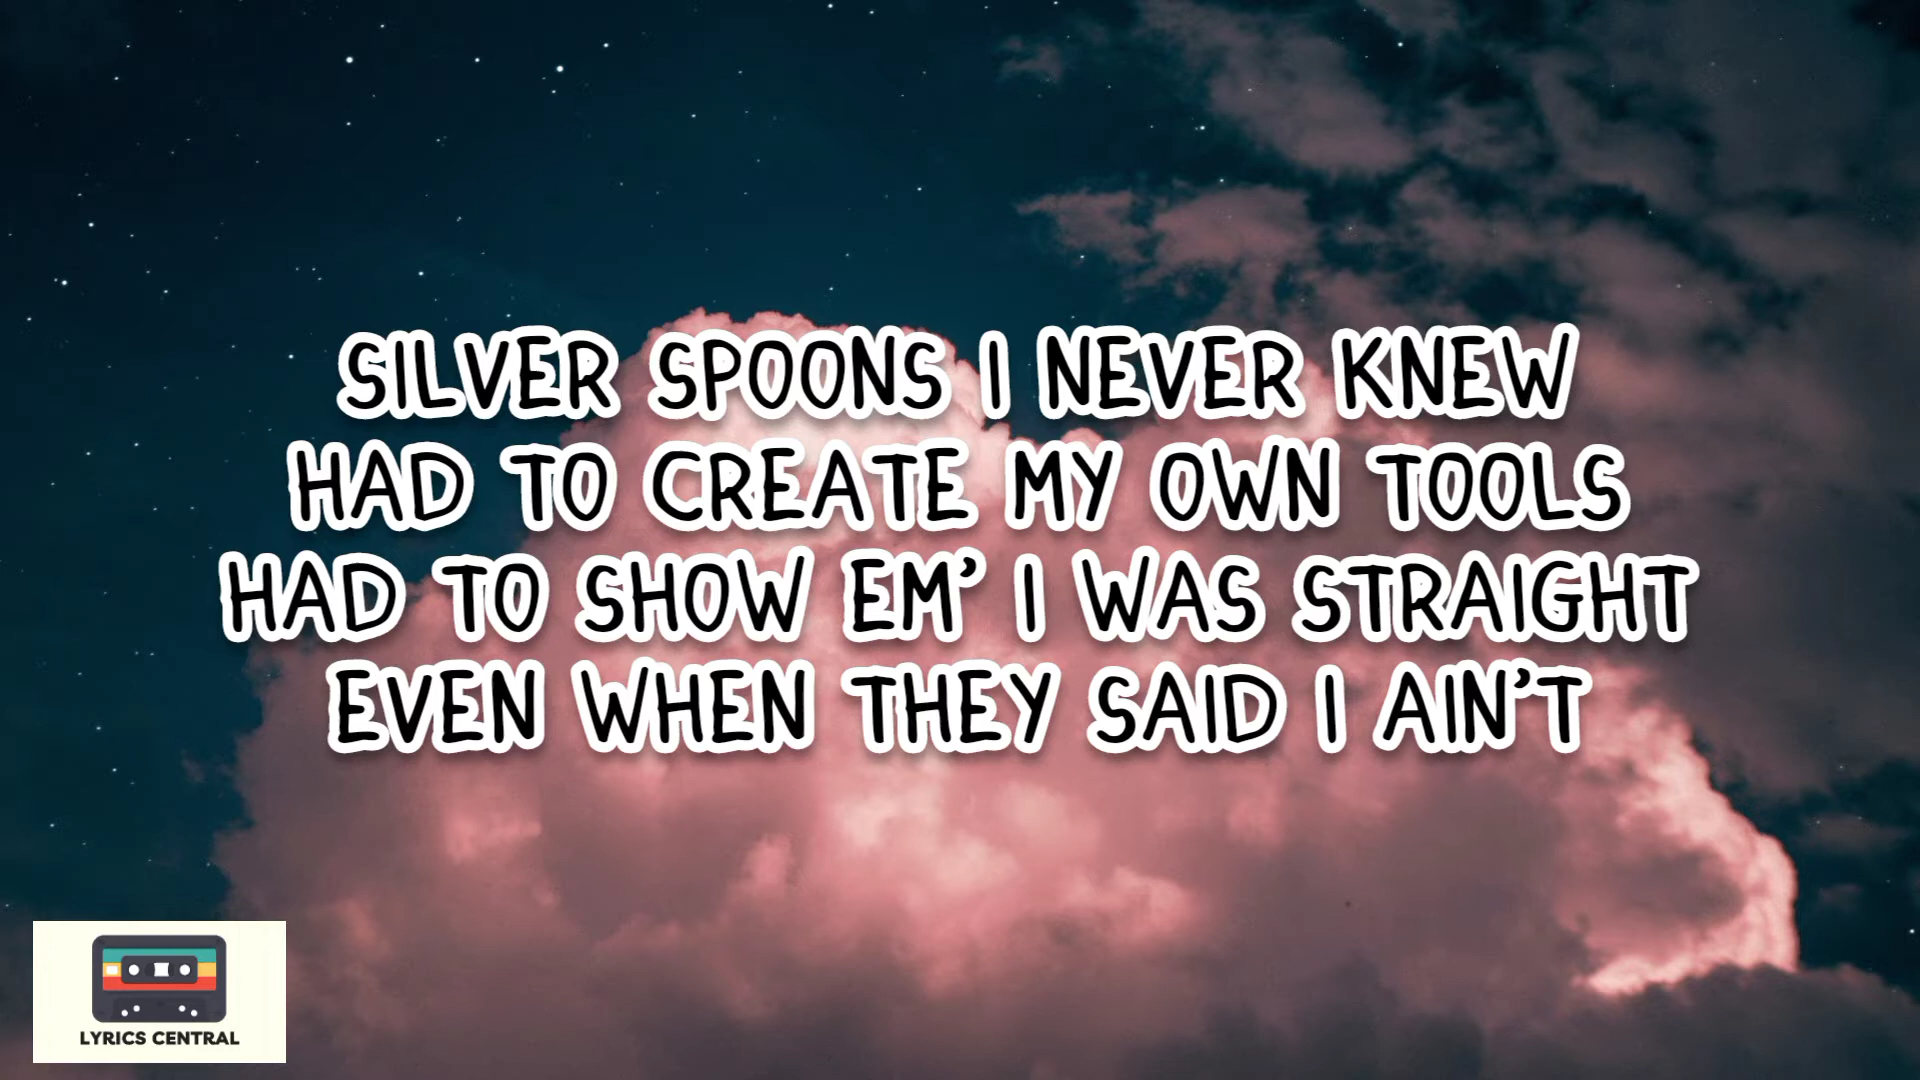 SILVER SPOONS I NEVER KNEW
HAD TO CREATE MY OWN TOOLS
HAD TO SHOW EM' I WAS STRAIGHT
EVEN WHEN THEY SAID I AIN'T
LYRICS CENTRAL